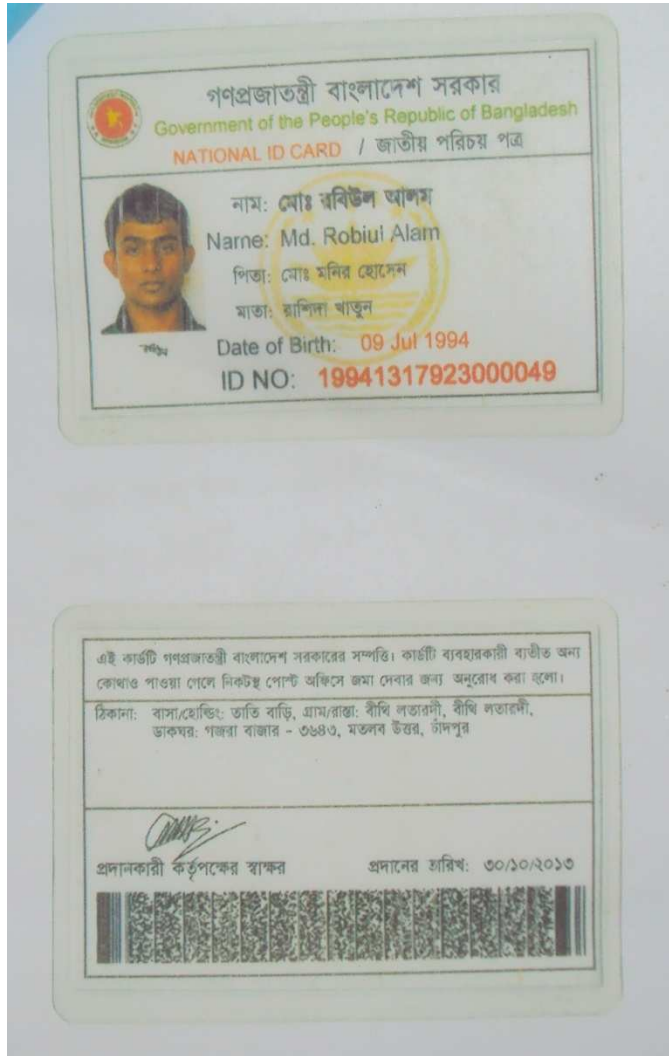 গণপ্রজাতন্ত্রী বাংলাদেশ সরকার
Government of the People's Republic of Bangladesh
NATIONAL ID CARD / জাতীয় পরিচয় পত্র
নাম: মোঃ রবিউল আলম
Name: Md. Robiul Alam
পিতা: মোঃ মনির হোসেন
মাতা: রাশিদা খাতুন
Date of Birth: 09 Jul 1994
ID NO: 19941317923000049
এই কার্ডটি গণপ্রজাতন্ত্রী বাংলাদেশ সরকারের সম্পত্তি। কার্ডটি ব্যবহারকারী ব্যতীত অন্য
কোথাও পাওয়া গেলে নিকটস্থ পোস্ট অফিসে জমা দেবার জন্য অনুরোধ করা হলো।
ঠিকানা: বাসা/হোল্ডিং: তাতি বাড়ি, গ্রাম/রাস্তা: বীথি লতারদী, বীথি লতারদী,
ডাকঘর: গজরা বাজার - ৩৬৪৩, মতলব উত্তর, চাঁদপুর
প্রদানকারী কর্তৃপক্ষের স্বাক্ষর প্রদানের তারিখ: ৩০/১০/২০১৩